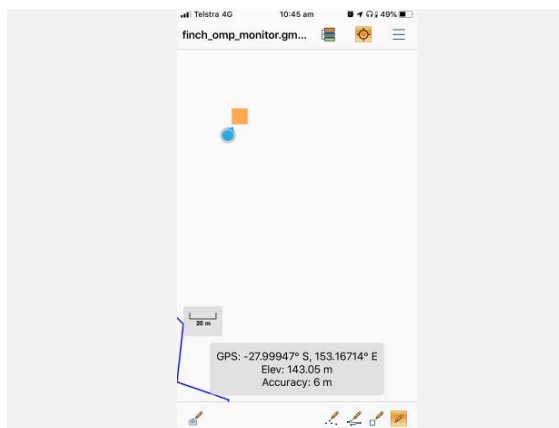 Telstra 4G 10:45 am 49%
finch_omp_monitor.gm...
20 m
GPS: -27.99947° S, 153.16714° E
Elev: 143.05 m
Accuracy: 6 m